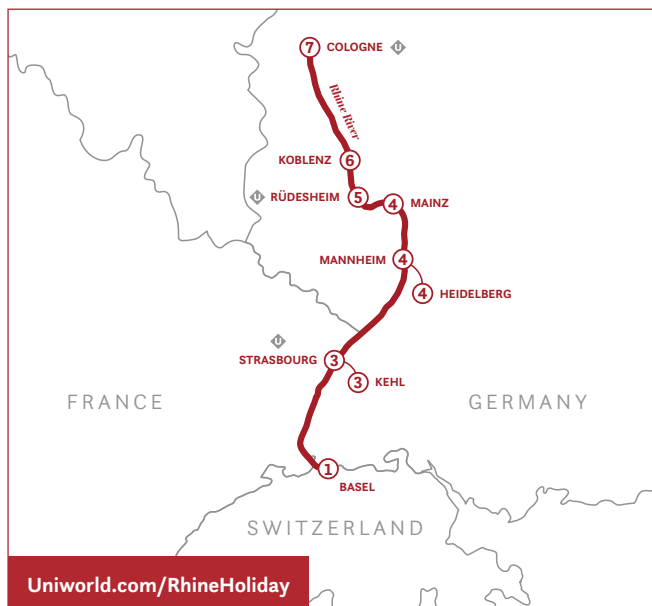 7
COLOGNE
U
Rhine River
KOBLENZ
6
U
RÜDESHEIM
5
4
MAINZ
MANNHEIM
4
4
HEIDELBERG
U
STRASBOURG
3
3
KEHL
FRANCE
GERMANY
1
BASEL
SWITZERLAND
Uniworld.com/RhineHoliday